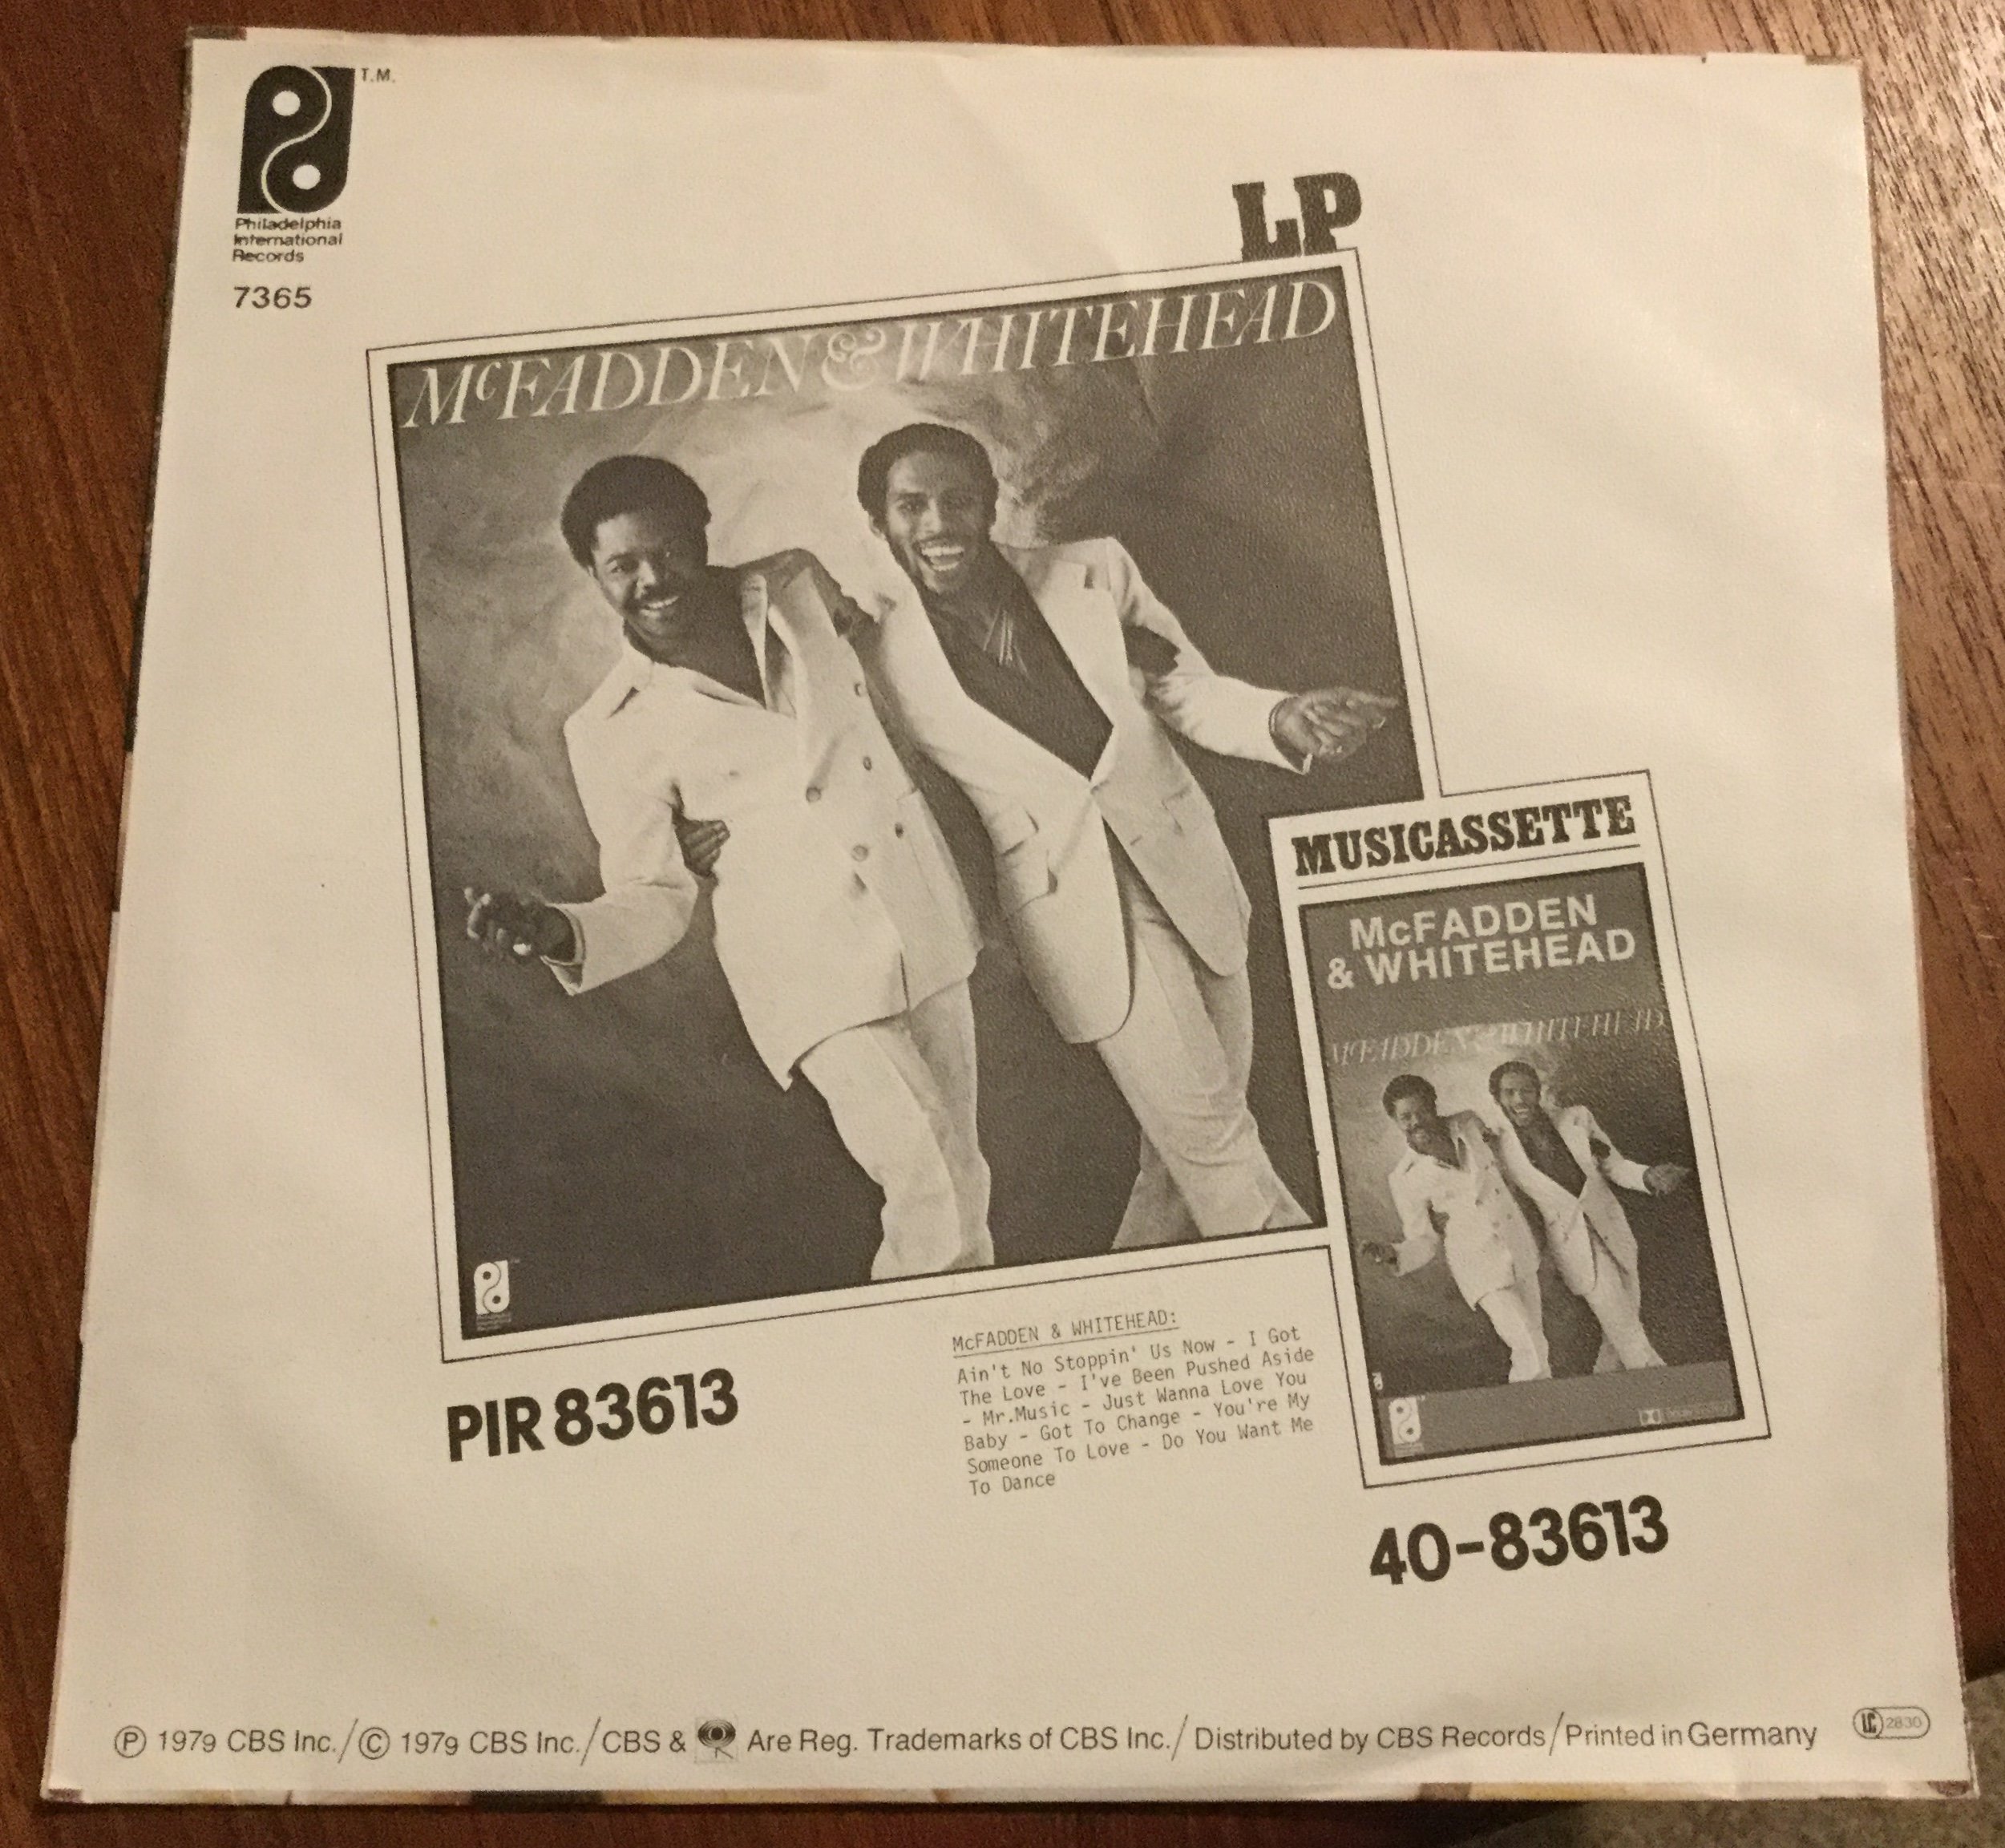 T.M.
Philadelphia
International
Records
7365
LP
McFADDEN & WHITEHEAD
MUSICASSETTE
McFADDEN
& WHITEHEAD
McFADDEN & WHITEHEAD
McFADDEN & WHITEHEAD:
Ain't No Stoppin' Us Now - I Got
The Love - I've Been Pushed Aside
- Mr.Music - Just Wanna Love You
Baby - Got To Change - You're My
Someone To Love - Do You Want Me
To Dance
PIR 83613
40-83613
℗ 1979 CBS Inc./© 1979 CBS Inc./CBS & Are Reg. Trademarks of CBS Inc./Distributed by CBS Records/Printed in Germany
LC 2830